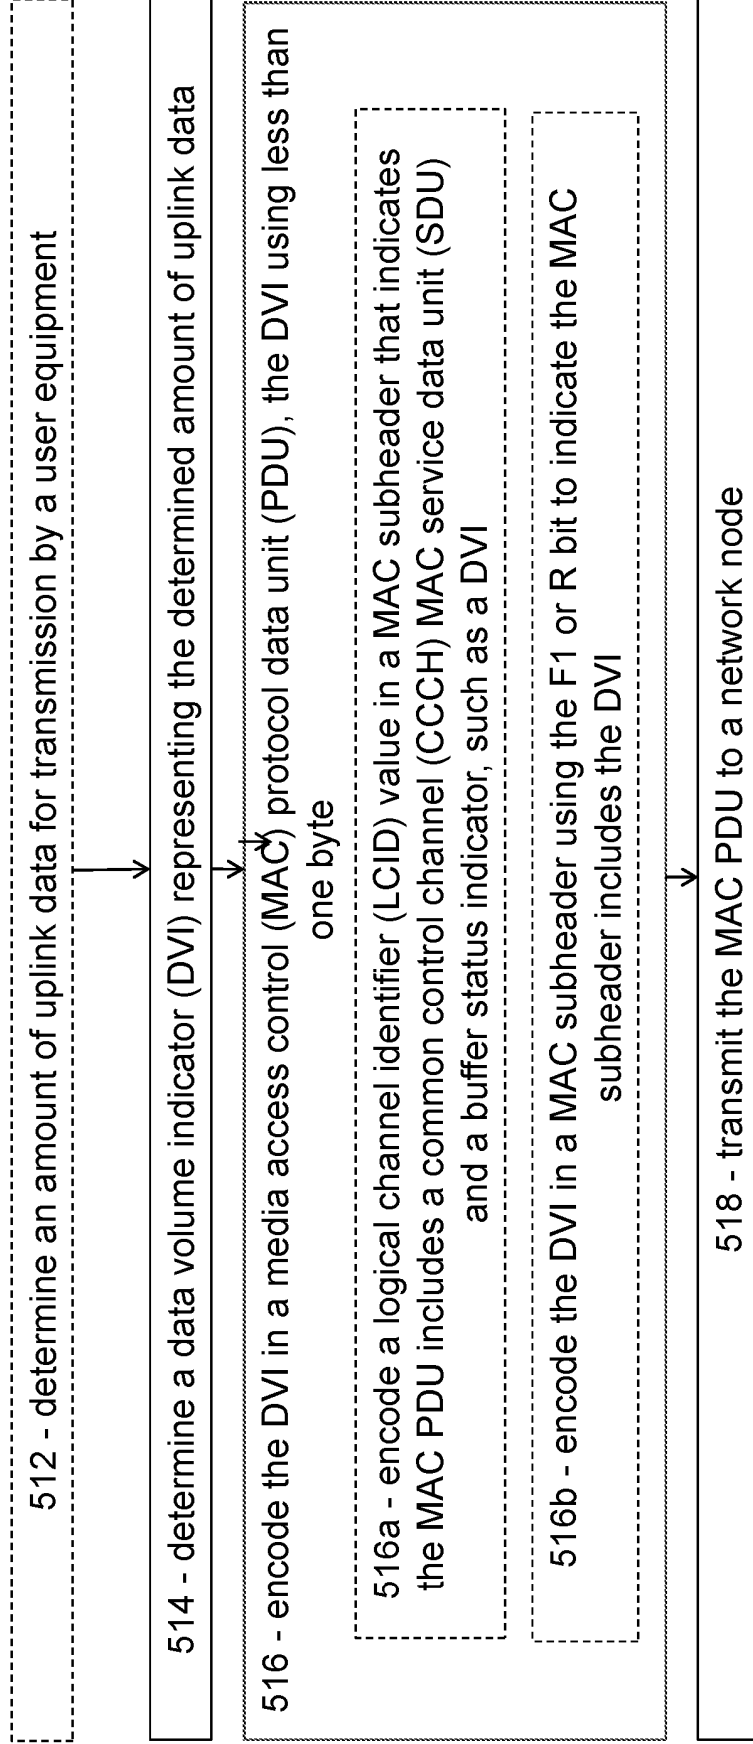 512 - determine an amount of uplink data for transmission by a user equipment
514 - determine a data volume indicator (DVI) representing the determined amount of uplink data
516 - encode the DVI in a media access control (MAC) protocol data unit (PDU), the DVI using less than
one byte
516a - encode a logical channel identifier (LCID) value in a MAC subheader that indicates
the MAC PDU includes a common control channel (CCCH) MAC service data unit (SDU)
and a buffer status indicator, such as a DVI
516b - encode the DVI in a MAC subheader using the F1 or R bit to indicate the MAC
subheader includes the DVI
518 - transmit the MAC PDU to a network node